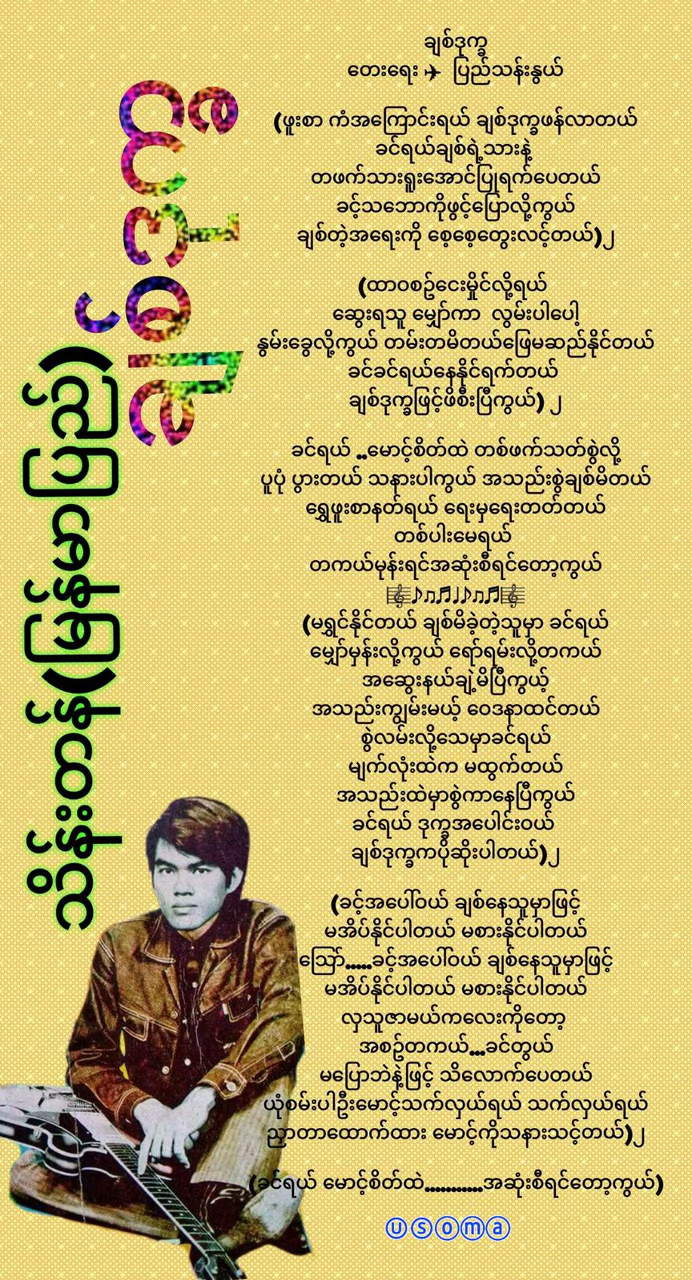 ချစ်ဒုက္ခ
တေးရေး ✈ ပြည်သန်းနွယ်
(ဖူးစာ ကံအကြောင်းရယ် ချစ်ဒုက္ခဖန်လာတယ်
ခင်ရယ်ချစ်ရဲ့သားနဲ့
တဖက်သားရူးအောင်ပြုရက်ပေတယ်
ခင့်သဘောကိုဖွင့်ပြောလို့ကွယ်
ချစ်တဲ့အရေးကို စေ့စေ့တွေးလင့်တယ်)၂
(ထာဝစဥ်ငေးမှိုင်လို့ရယ်
ဆွေးရသူ မျှော်ကာ လွမ်းပါပေါ့
နွမ်းခွေလို့ကွယ် တမ်းတမိတယ်ဖြေမဆည်နိုင်တယ်
ခင်ခင်ရယ်နေနိုင်ရက်တယ်
ချစ်ဒုက္ခဖြင့်ဖိစီးပြီကွယ်) ၂
ခင်ရယ် ..မောင့်စိတ်ထဲ တစ်ဖက်သတ်စွဲလို့
ပူပုံ ပွားတယ် သနားပါကွယ် အသည်းစွဲချစ်မိတယ်
ရွှေဖူးစာနတ်ရယ် ရေးမှရေးတတ်တယ်
တစ်ပါးမေရယ်
တကယ်မုန်းရင်အဆုံးစီရင်တော့ကွယ်
(မရွှင်နိုင်တယ် ချစ်မိခဲ့တဲ့သူမှာ ခင်ရယ်
မျှော်မှန်းလို့ကွယ် ရော်ရမ်းလို့တကယ်
အဆွေးနယ်ချဲ့မိပြီကွယ့်
အသည်းကျွမ်းမယ့် ဝေဒနာထင်တယ်
စွဲလမ်းလို့သေမှာခင်ရယ်
မျက်လုံးထဲက မထွက်တယ်
အသည်းထဲမှာစွဲကာနေပြီကွယ်
ခင်ရယ် ဒုက္ခအပေါင်းဝယ်
ချစ်ဒုက္ခကပိုဆိုးပါတယ်)၂
(ခင့်အပေါ်ဝယ် ချစ်နေသူမှာဖြင့်
မအိပ်နိုင်ပါတယ် မစားနိုင်ပါတယ်
ဪ.....ခင့်အပေါ်ဝယ် ချစ်နေသူမှာဖြင့်
မအိပ်နိုင်ပါတယ် မစားနိုင်ပါတယ်
လှသူဇာမယ်ကလေးကိုတော့
အစဥ်တကယ်...ခင်တွယ်
မပြောဘဲနဲ့ဖြင့် သိလောက်ပေတယ်
ယုံစမ်းပါဦးမောင့်သက်လှယ်ရယ် သက်လှယ်ရယ်
ညှာတာထောက်ထား မောင့်ကိုသနားသင့်တယ်)၂
(ခင်ရယ် မောင့်စိတ်ထဲ...........အဆုံးစီရင်တော့ကွယ်)
usoma
ချစ်ဒုက္ခ
သိန်းတန်(မြန်မာပြည်)